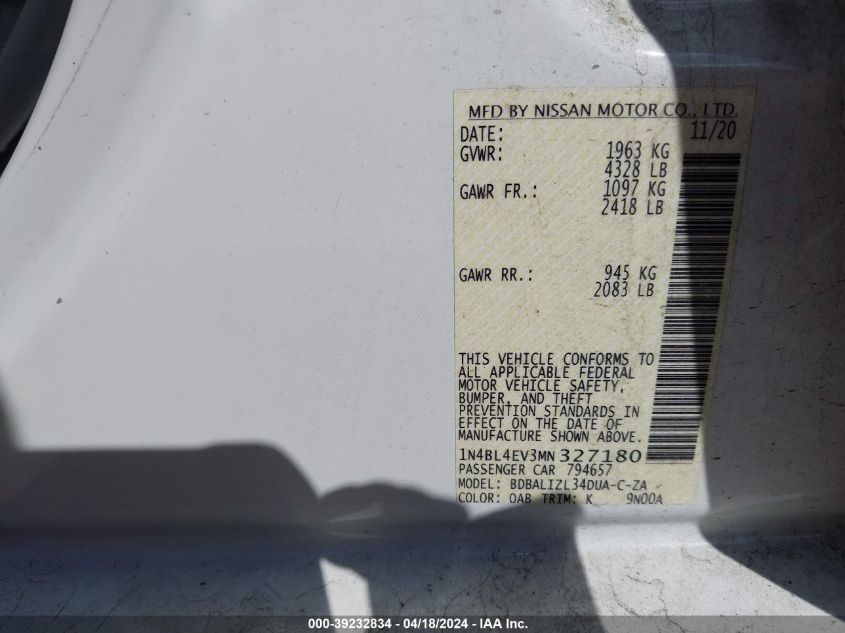 MFD BY NISSAN MOTOR CO., LTD.
DATE: 11/20
GVWR: 1963 KG
4328 LB
GAWR FR.: 1097 KG
2418 LB
GAWR RR.: 945 KG
2083 LB
THIS VEHICLE CONFORMS TO
ALL APPLICABLE FEDERAL
MOTOR VEHICLE SAFETY,
BUMPER, AND THEFT
PREVENTION STANDARDS IN
EFFECT ON THE DATE OF
MANUFACTURE SHOWN ABOVE.
1N4BL4EV3MN 327180
PASSENGER CAR 794657
MODEL: BDBALIZL34DUA-C-ZA
COLOR: QAB TRIM: K 9N00A
000-39232834 - 04/18/2024 - IAA Inc.